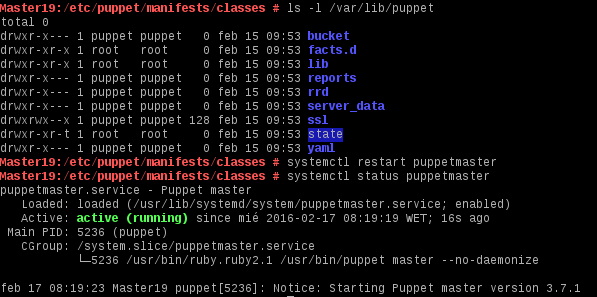 Master19:/etc/puppet/manifests/classes # ls -l /var/lib/puppet
total 0
drwxr-x--- 1 puppet puppet   0 feb 15 09:53 bucket
drwxr-xr-x 1 root   root     0 feb 15 09:53 facts.d
drwxr-xr-x 1 root   root     0 feb 15 09:53 lib
drwxr-x--- 1 puppet puppet   0 feb 15 09:53 reports
drwxr-x--- 1 puppet puppet   0 feb 15 09:53 rrd
drwxr-x--- 1 puppet puppet   0 feb 15 09:53 server_data
drwxrwx--x 1 puppet puppet 128 feb 15 09:53 ssl
drwxr-xr-t 1 root   root     0 feb 15 09:53 state
drwxr-x--- 1 puppet puppet   0 feb 15 09:53 yaml
Master19:/etc/puppet/manifests/classes # systemctl restart puppetmaster
Master19:/etc/puppet/manifests/classes # systemctl status puppetmaster
puppetmaster.service - Puppet master
   Loaded: loaded (/usr/lib/systemd/system/puppetmaster.service; enabled)
   Active: active (running) since mié 2016-02-17 08:19:19 WET; 16s ago
 Main PID: 5236 (puppet)
   CGroup: /system.slice/puppetmaster.service
           └─5236 /usr/bin/ruby.ruby2.1 /usr/bin/puppet master --no-daemonize
feb 17 08:19:23 Master19 puppet[5236]: Notice: Starting Puppet master version 3.7.1